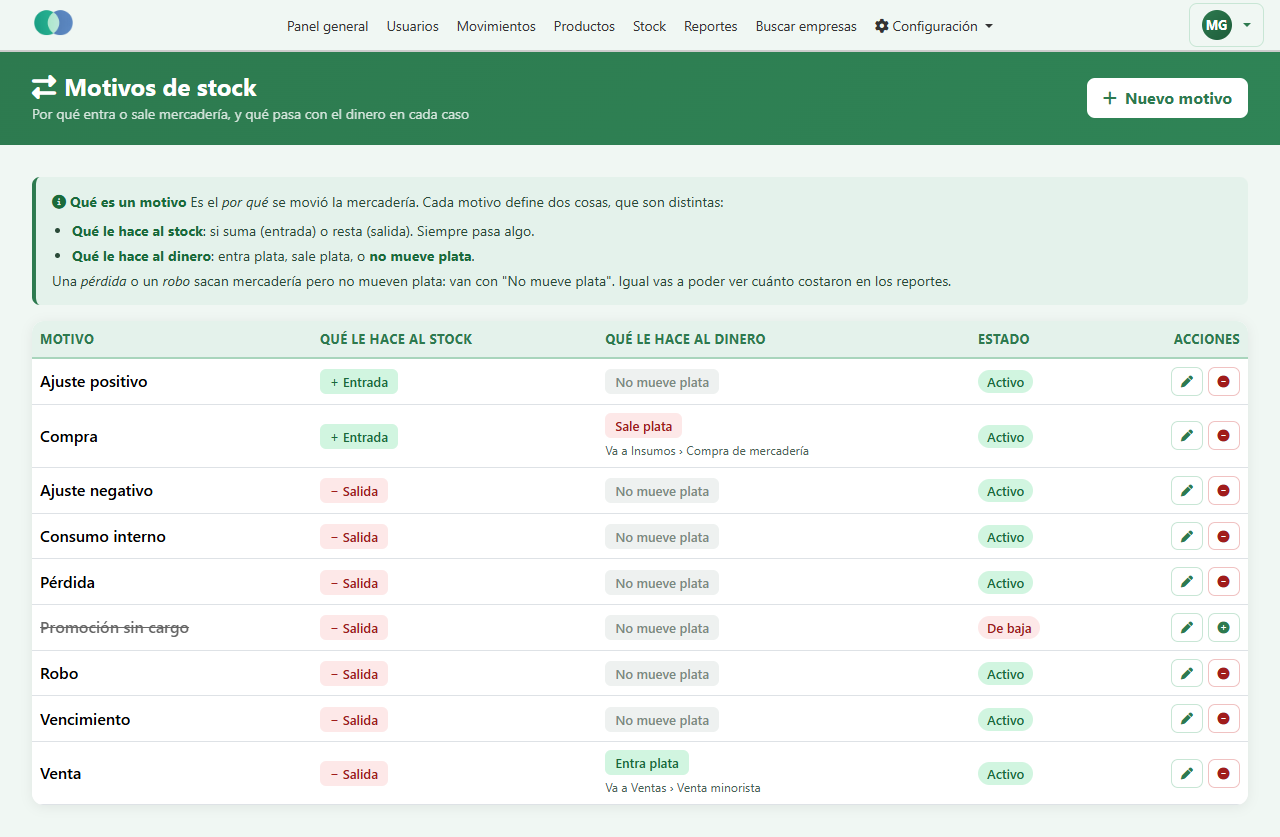 Panel general Usuarios Movimientos Productos Stock Reportes Buscar empresas Configuración MG
Motivos de stock
Por qué entra o sale mercadería, y qué pasa con el dinero en cada caso
+ Nuevo motivo
Qué es un motivo Es el por qué se movió la mercadería. Cada motivo define dos cosas, que son distintas:
• Qué le hace al stock: si suma (entrada) o resta (salida). Siempre pasa algo.
• Qué le hace al dinero: entra plata, sale plata, o no mueve plata.
Una pérdida o un robo sacan mercadería pero no mueven plata: van con "No mueve plata". Igual vas a poder ver cuánto costaron en los reportes.
MOTIVO QUÉ LE HACE AL STOCK QUÉ LE HACE AL DINERO ESTADO ACCIONES
Ajuste positivo + Entrada No mueve plata Activo
Compra + Entrada Sale plata Activo
Va a Insumos › Compra de mercadería
Ajuste negativo − Salida No mueve plata Activo
Consumo interno − Salida No mueve plata Activo
Pérdida − Salida No mueve plata Activo
Promoción sin cargo − Salida No mueve plata De baja
Robo − Salida No mueve plata Activo
Vencimiento − Salida No mueve plata Activo
Venta − Salida Entra plata Activo
Va a Ventas › Venta minorista